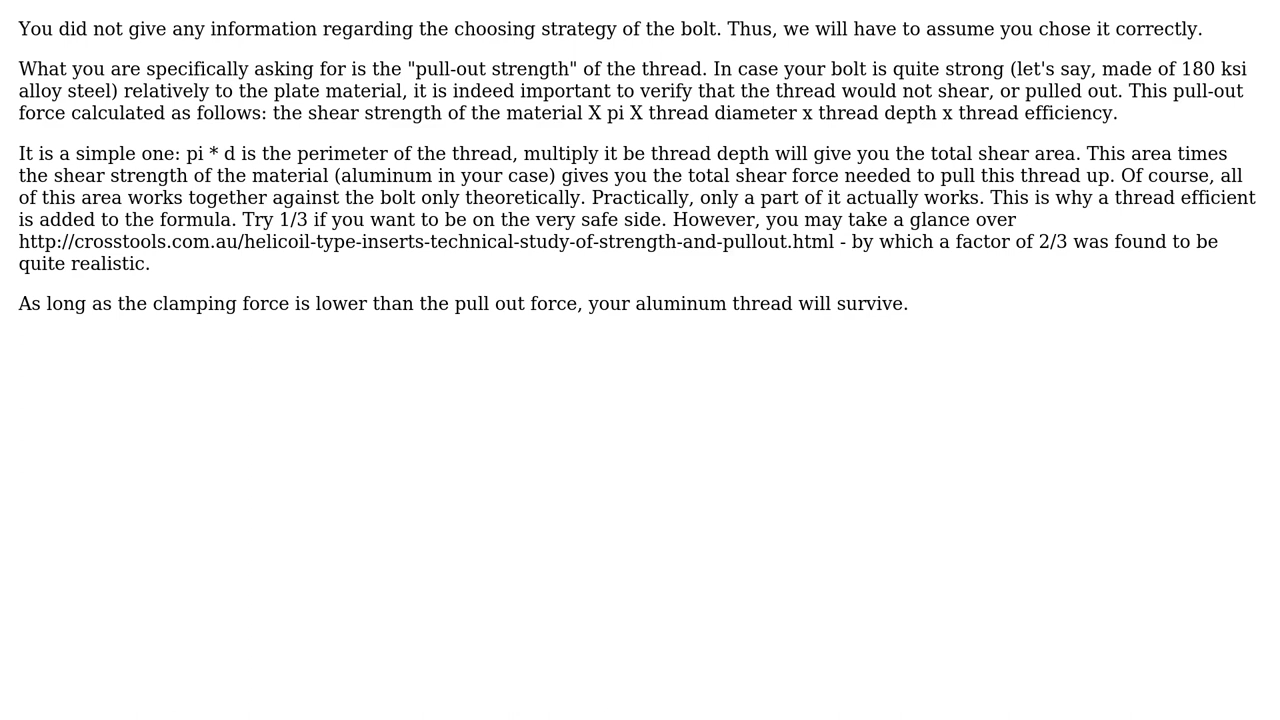 You did not give any information regarding the choosing strategy of the bolt. Thus, we will have to assume you chose it correctly.
What you are specifically asking for is the "pull-out strength" of the thread. In case your bolt is quite strong (let's say, made of 180 ksi
alloy steel) relatively to the plate material, it is indeed important to verify that the thread would not shear, or pulled out. This pull-out
force calculated as follows: the shear strength of the material X pi X thread diameter x thread depth x thread efficiency.
It is a simple one: pi * d is the perimeter of the thread, multiply it be thread depth will give you the total shear area. This area times
the shear strength of the material (aluminum in your case) gives you the total shear force needed to pull this thread up. Of course, all
of this area works together against the bolt only theoretically. Practically, only a part of it actually works. This is why a thread efficient
is added to the formula. Try 1/3 if you want to be on the very safe side. However, you may take a glance over
http://crosstools.com.au/helicoil-type-inserts-technical-study-of-strength-and-pullout.html - by which a factor of 2/3 was found to be
quite realistic.
As long as the clamping force is lower than the pull out force, your aluminum thread will survive.